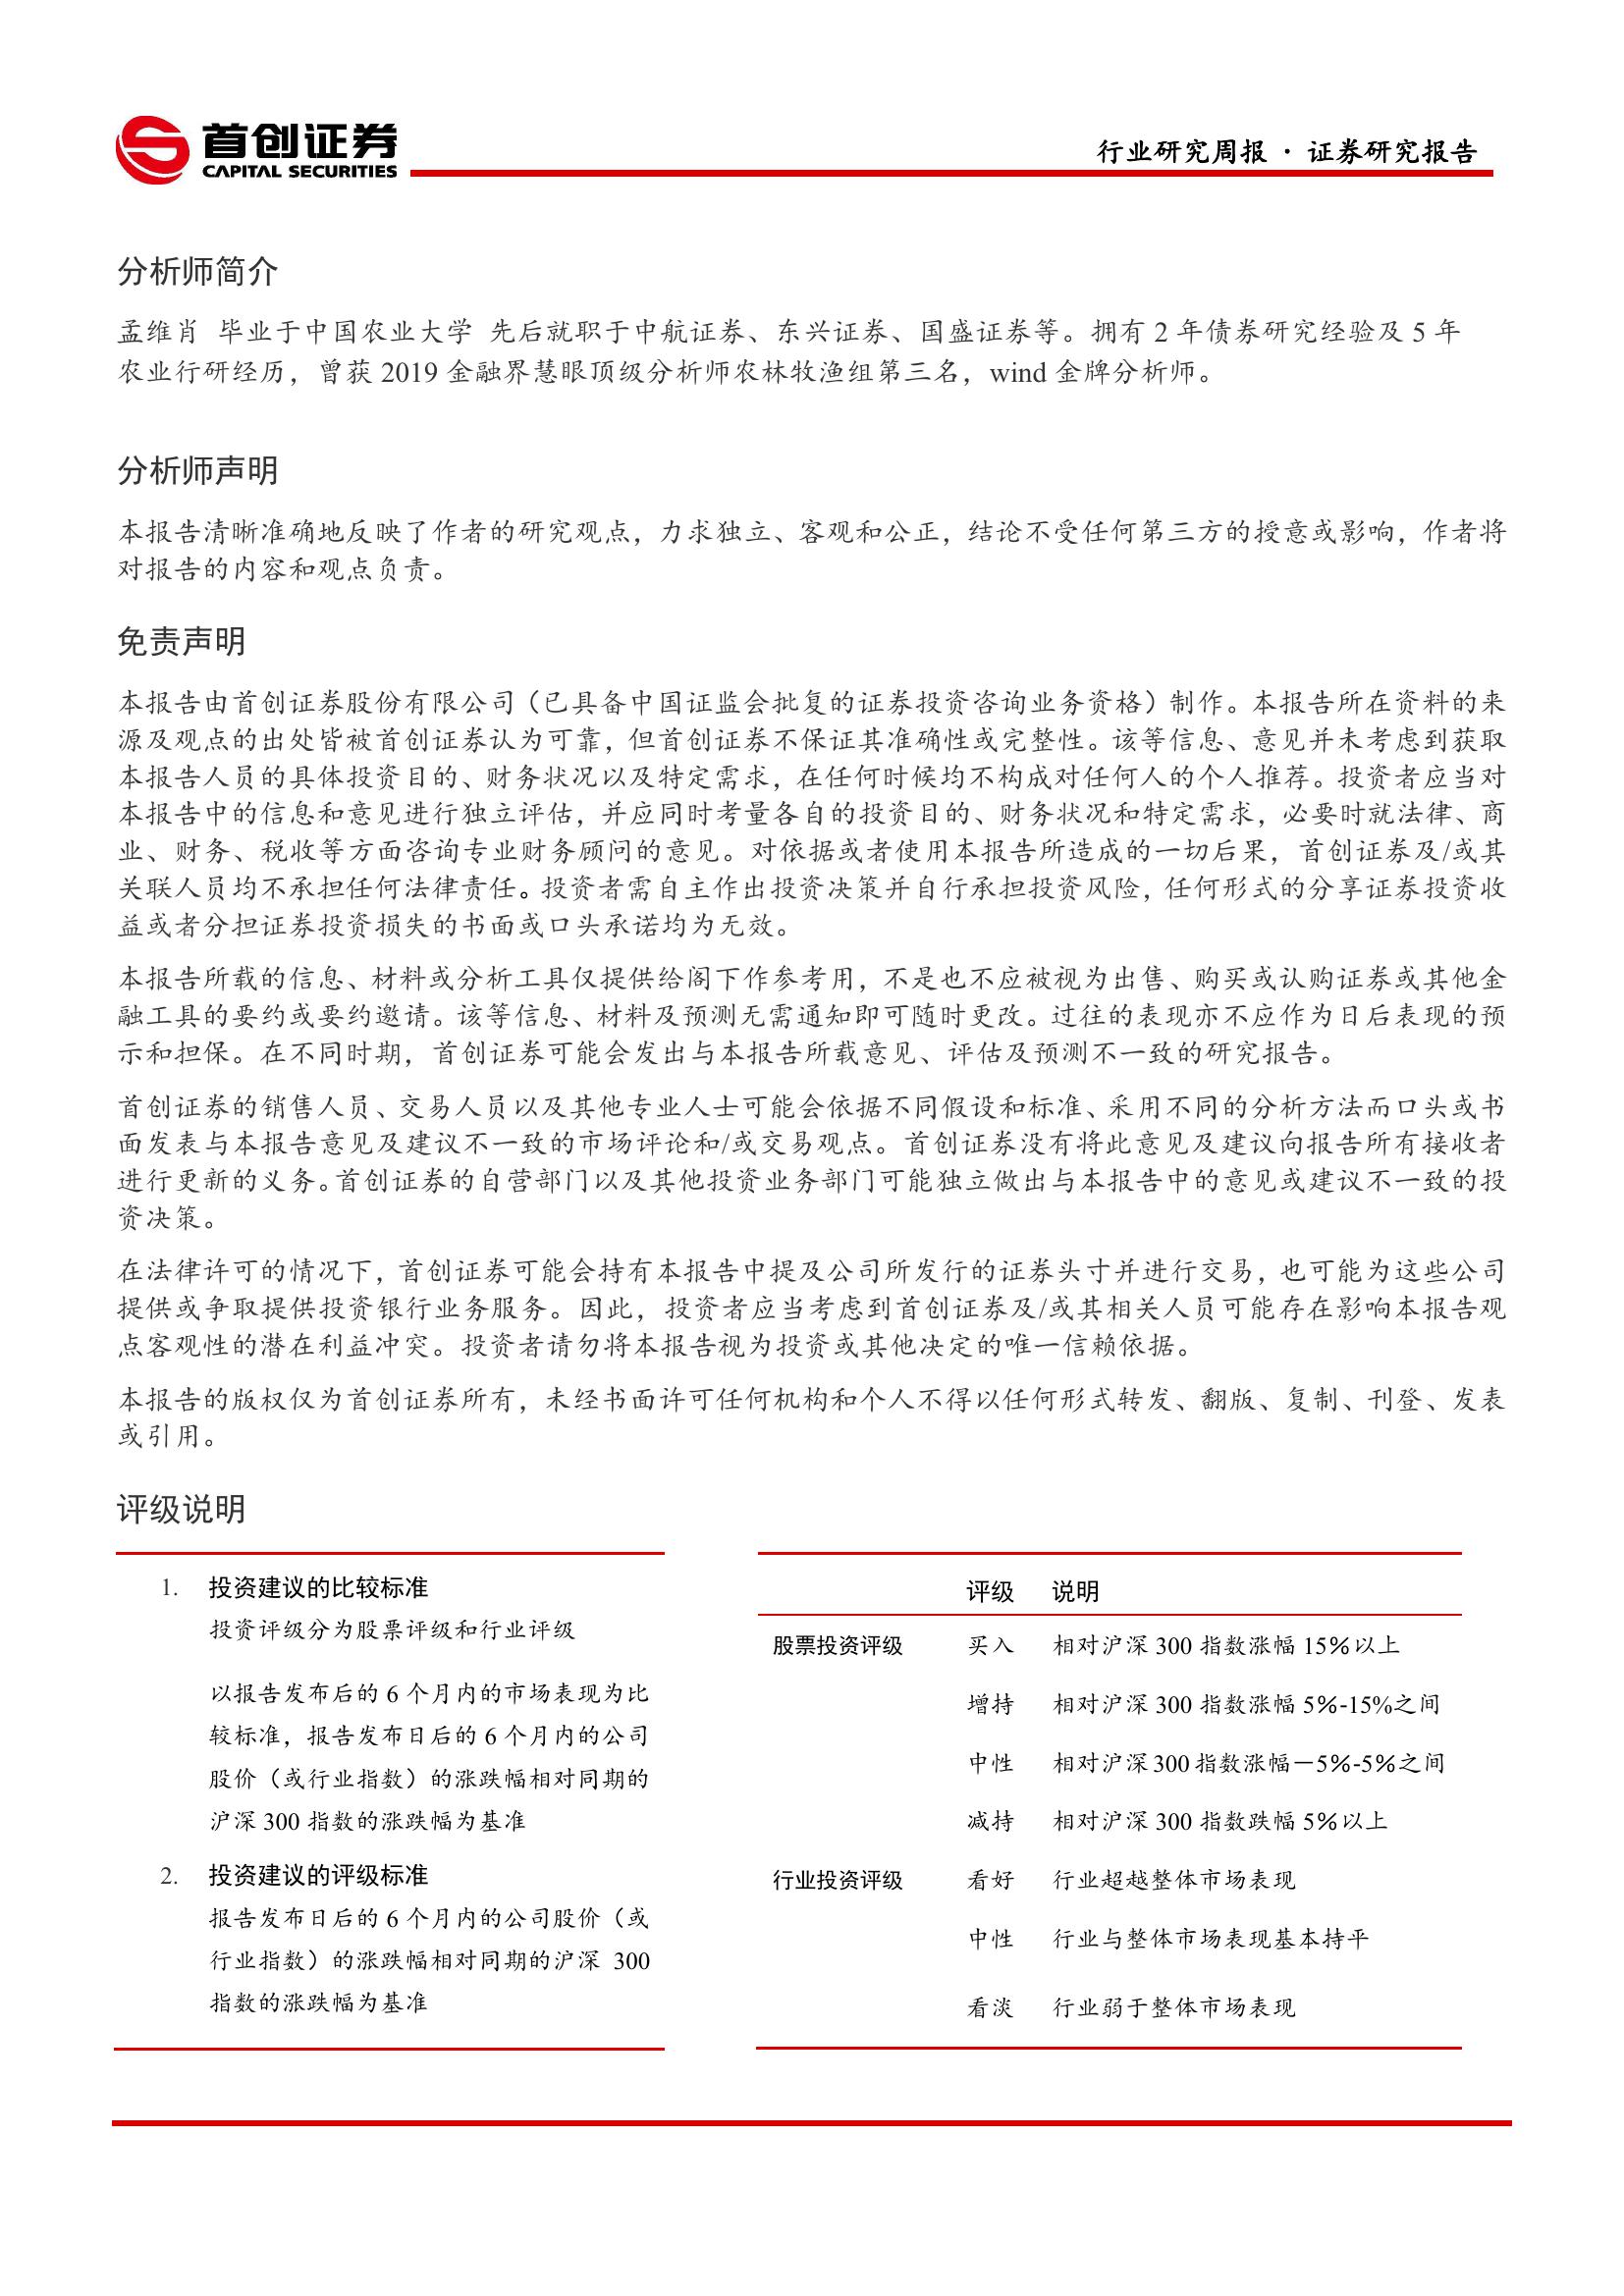 首创证券
CAPITAL SECURITIES
行业研究周报 · 证券研究报告
分析师简介
孟维肖 毕业于中国农业大学 先后就职于中航证券、东兴证券、国盛证券等。拥有 2 年债券研究经验及 5 年
农业行研经历，曾获 2019 金融界慧眼顶级分析师农林牧渔组第三名，wind 金牌分析师。
分析师声明
本报告清晰准确地反映了作者的研究观点，力求独立、客观和公正，结论不受任何第三方的授意或影响，作者将
对报告的内容和观点负责。
免责声明
本报告由首创证券股份有限公司（已具备中国证监会批复的证券投资咨询业务资格）制作。本报告所在资料的来
源及观点的出处皆被首创证券认为可靠，但首创证券不保证其准确性或完整性。该等信息、意见并未考虑到获取
本报告人员的具体投资目的、财务状况以及特定需求，在任何时候均不构成对任何人的个人推荐。投资者应当对
本报告中的信息和意见进行独立评估，并应同时考量各自的投资目的、财务状况和特定需求，必要时就法律、商
业、财务、税收等方面咨询专业财务顾问的意见。对依据或者使用本报告所造成的一切后果，首创证券及/或其
关联人员均不承担任何法律责任。投资者需自主作出投资决策并自行承担投资风险，任何形式的分享证券投资收
益或者分担证券投资损失的书面或口头承诺均为无效。
本报告所载的信息、材料或分析工具仅提供给阁下作参考用，不是也不应被视为出售、购买或认购证券或其他金
融工具的要约或要约邀请。该等信息、材料及预测无需通知即可随时更改。过往的表现亦不应作为日后表现的预
示和担保。在不同时期，首创证券可能会发出与本报告所载意见、评估及预测不一致的研究报告。
首创证券的销售人员、交易人员以及其他专业人士可能会依据不同假设和标准、采用不同的分析方法而口头或书
面发表与本报告意见及建议不一致的市场评论和/或交易观点。首创证券没有将此意见及建议向报告所有接收者
进行更新的义务。首创证券的自营部门以及其他投资业务部门可能独立做出与本报告中的意见或建议不一致的投
资决策。
在法律许可的情况下，首创证券可能会持有本报告中提及公司所发行的证券头寸并进行交易，也可能为这些公司
提供或争取提供投资银行业务服务。因此，投资者应当考虑到首创证券及/或其相关人员可能存在影响本报告观
点客观性的潜在利益冲突。投资者请勿将本报告视为投资或其他决定的唯一信赖依据。
本报告的版权仅为首创证券所有，未经书面许可任何机构和个人不得以任何形式转发、翻版、复制、刊登、发表
或引用。
评级说明
1. 投资建议的比较标准
投资评级分为股票评级和行业评级
以报告发布后的 6 个月内的市场表现为比
较标准，报告发布日后的 6 个月内的公司
股价（或行业指数）的涨跌幅相对同期的
沪深 300 指数的涨跌幅为基准
2. 投资建议的评级标准
报告发布日后的 6 个月内的公司股价（或
行业指数）的涨跌幅相对同期的沪深 300
指数的涨跌幅为基准
评级 说明
股票投资评级 买入 相对沪深 300 指数涨幅 15%以上
增持 相对沪深 300 指数涨幅 5%-15%之间
中性 相对沪深 300 指数涨幅－5%-5%之间
减持 相对沪深 300 指数跌幅 5%以上
行业投资评级 看好 行业超越整体市场表现
中性 行业与整体市场表现基本持平
看淡 行业弱于整体市场表现